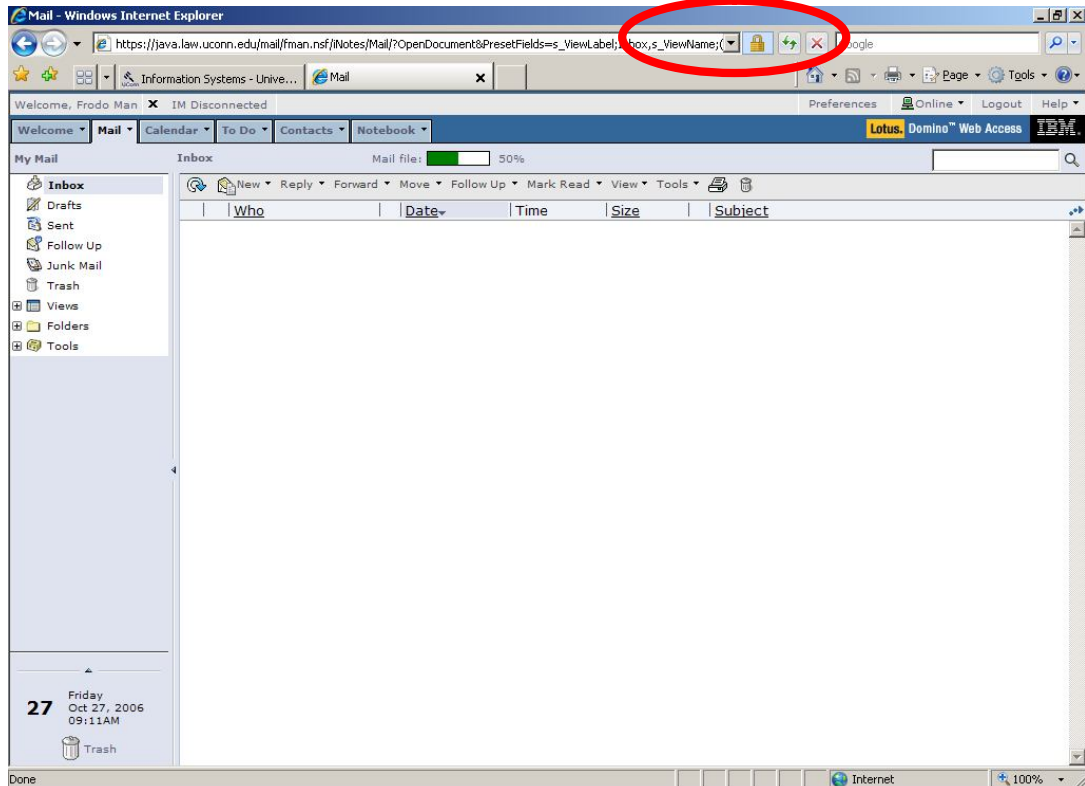 Mail - Windows Internet Explorer
https://java.law.uconn.edu/mail/fman.nsf/iNotes/Mail/?OpenDocument&PresetFields=s_ViewLabel;Inbox,s_ViewName;(
Information Systems - Unive... Mail
Page Tools
Welcome, Frodo Man X IM Disconnected Preferences Online Logout Help
Welcome Mail Calendar To Do Contacts Notebook Lotus. Domino™ Web Access IBM.
My Mail Inbox Mail file: 50%
Inbox New Reply Forward Move Follow Up Mark Read View Tools
Drafts Who Date Time Size Subject
Sent
Follow Up
Junk Mail
Trash
Views
Folders
Tools
27 Friday
Oct 27, 2006
09:11AM
Trash
Done Internet 100%